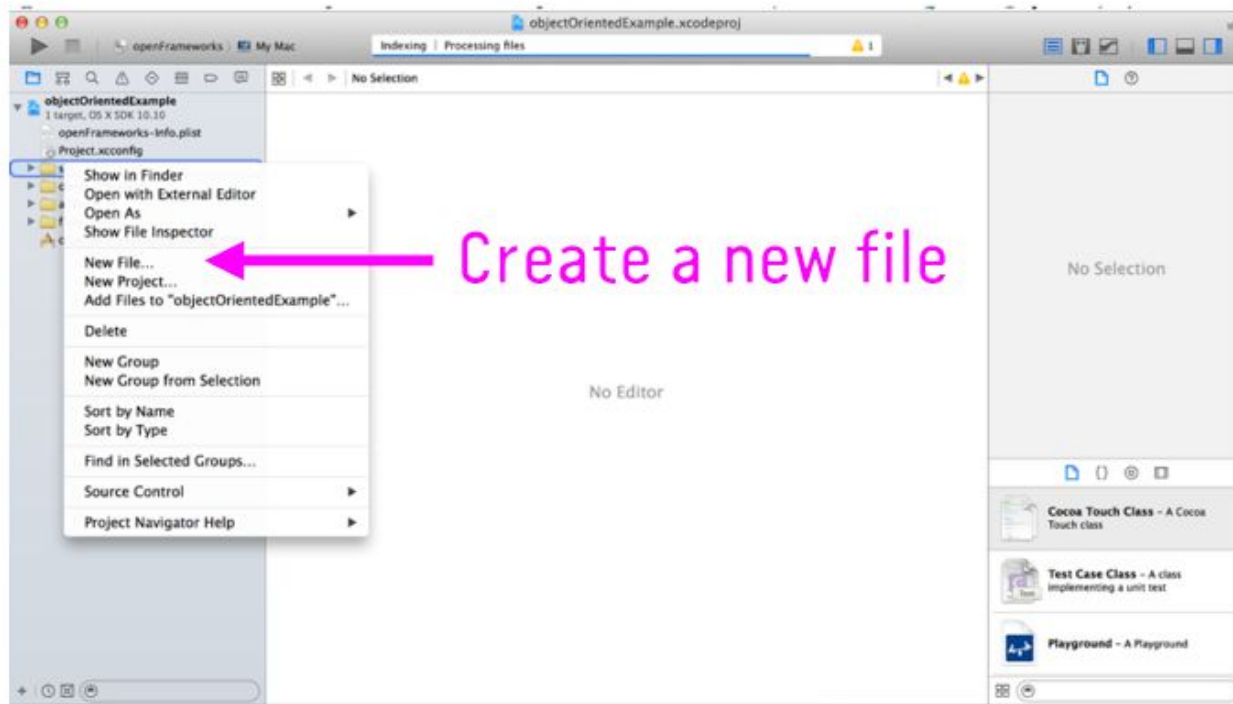 objectOrientedExample.xcodeproj
openFrameworks
My Mac
Indexing | Processing files
1
No Selection
objectOrientedExample
1 target, OS X SDK 10.10
openFrameworks-Info.plist
Project.xcconfig
Show in Finder
Open with External Editor
Open As
Show File Inspector
New File...
New Project...
Add Files to "objectOrientedExample"...
Delete
New Group
New Group from Selection
Sort by Name
Sort by Type
Find in Selected Groups...
Source Control
Project Navigator Help
Create a new file
No Editor
No Selection
Cocoa Touch Class - A Cocoa
Touch class
Test Case Class - A class
implementing a unit test
Playground - A Playground